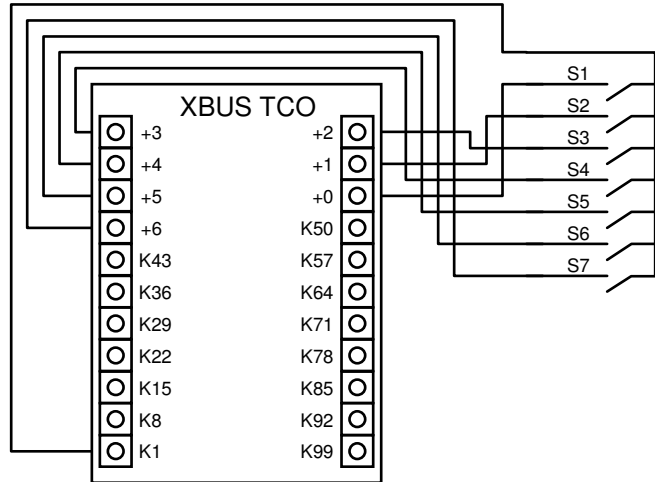 XBUS TCO
+3 +2
+4 +1
+5 +0
+6 K50
K43 K57
K36 K64
K29 K71
K22 K78
K15 K85
K8 K92
K1 K99
S1
S2
S3
S4
S5
S6
S7